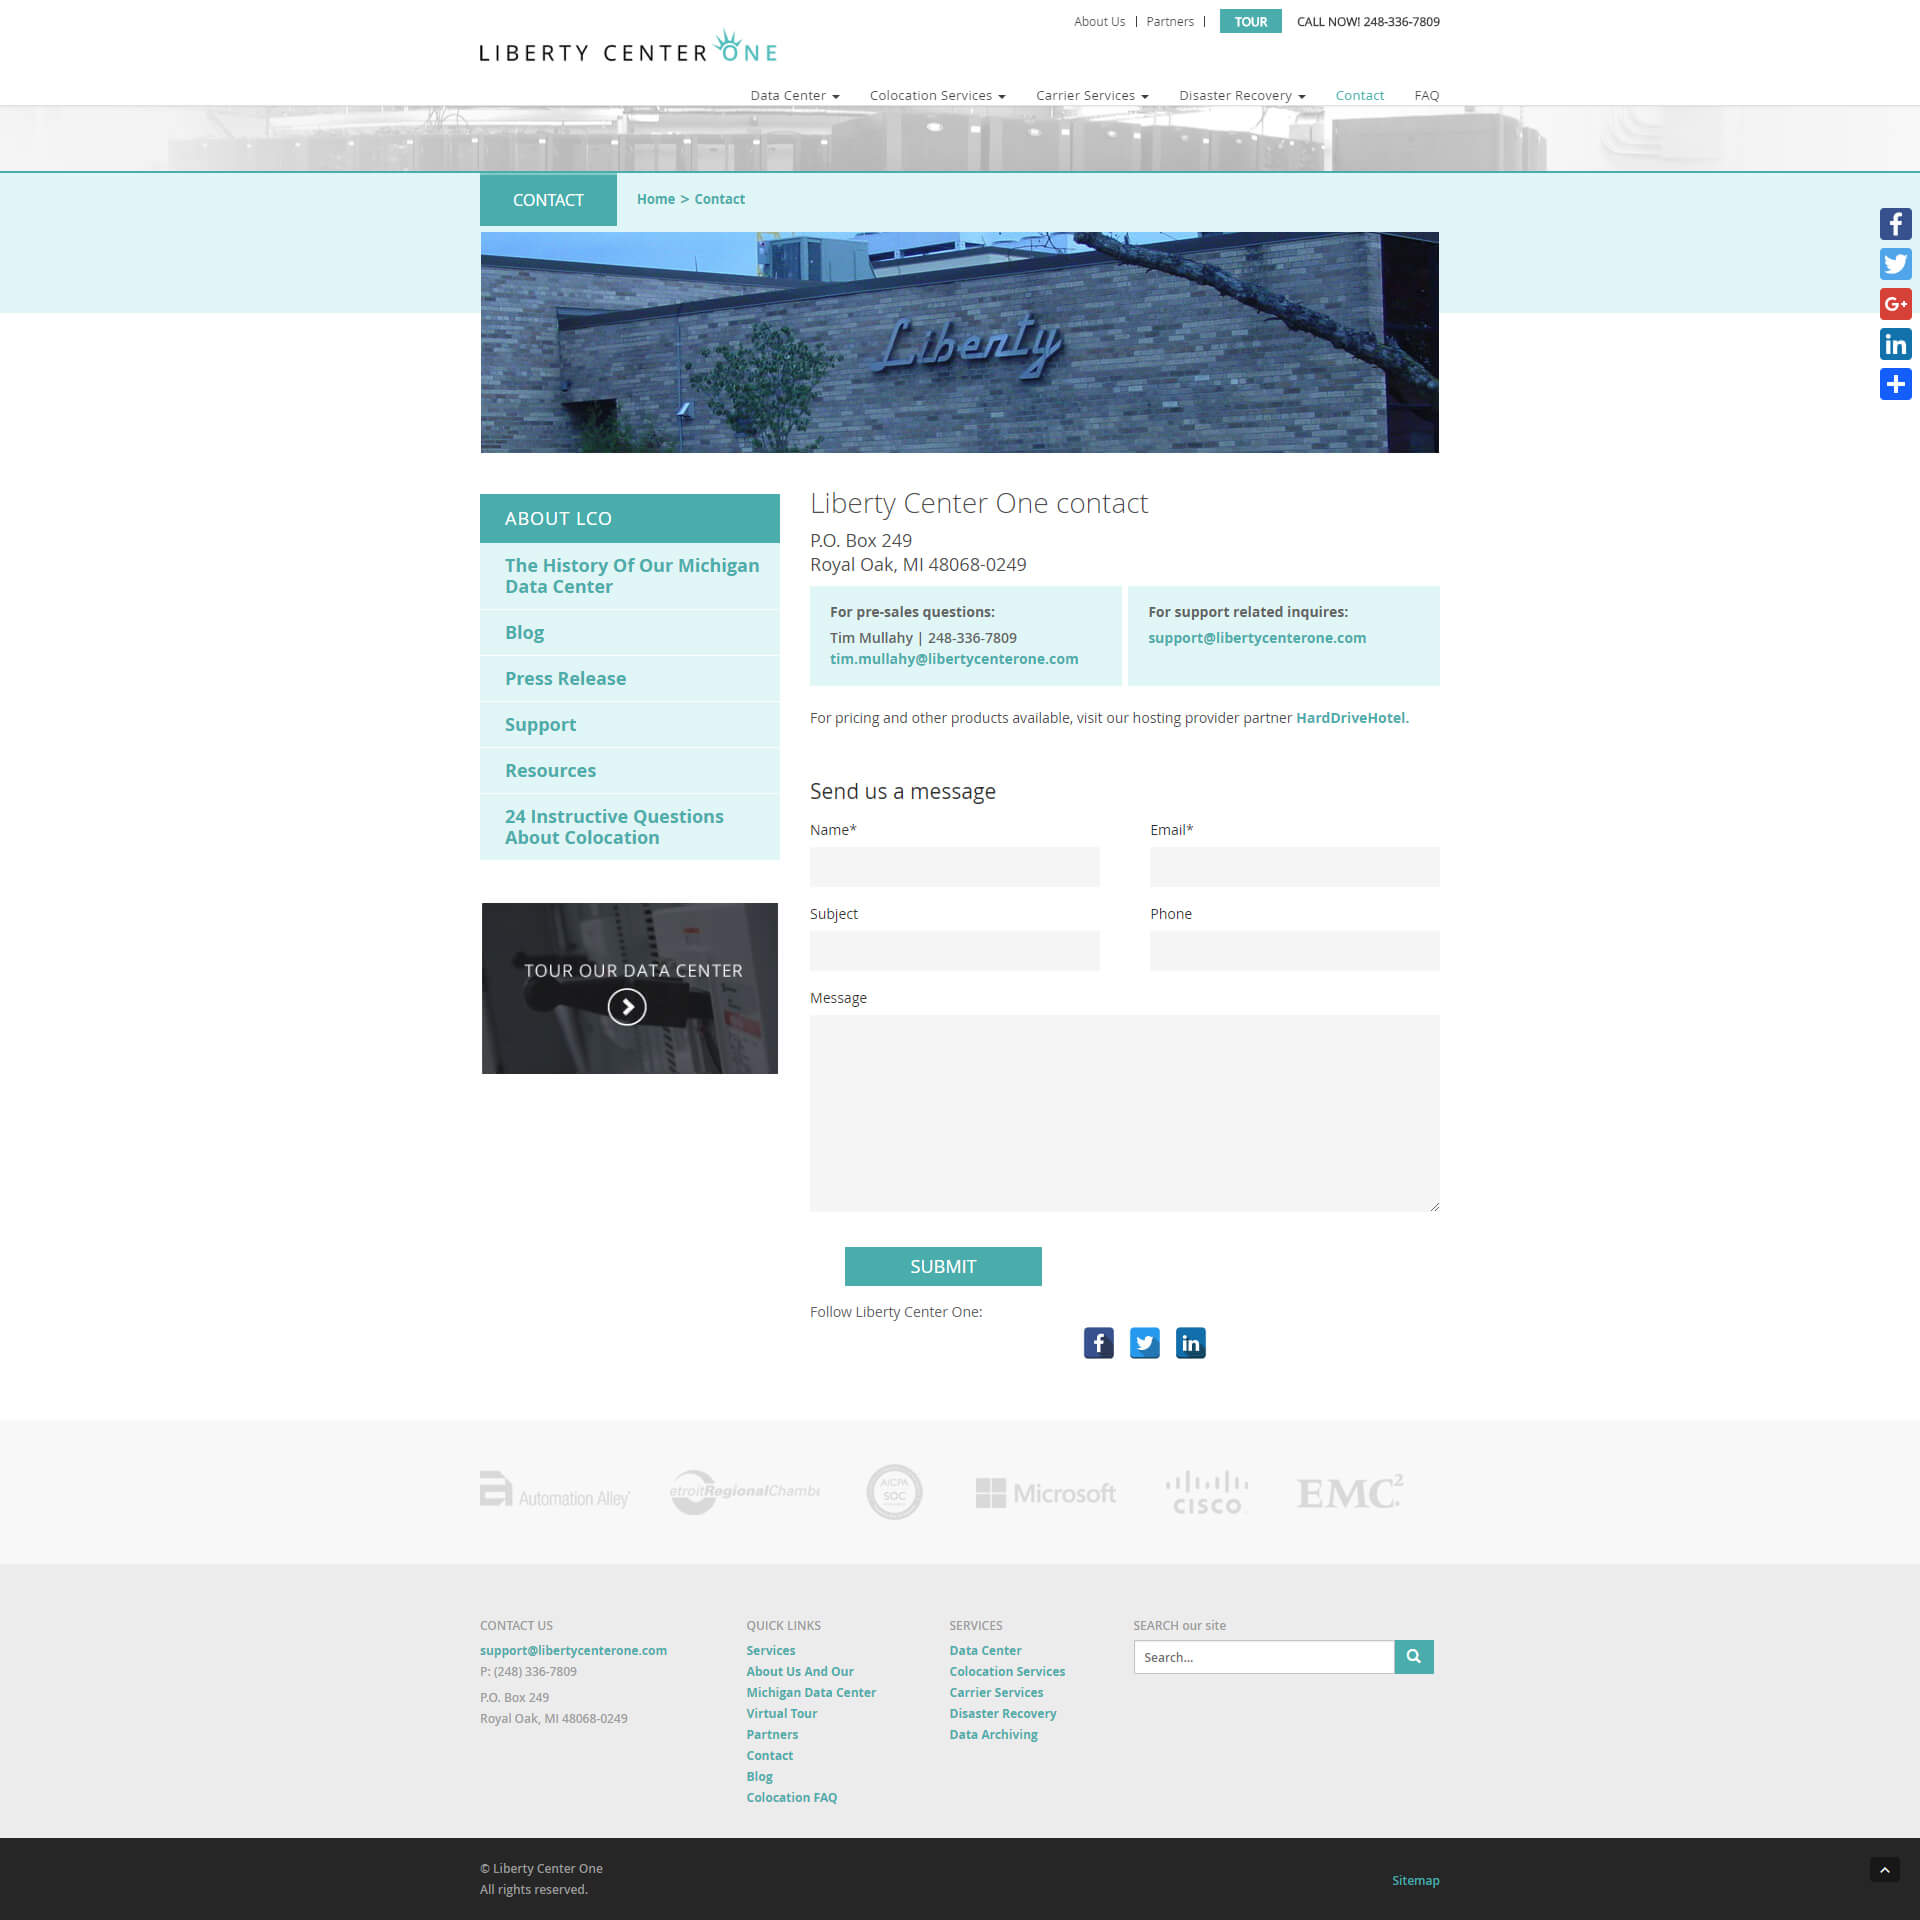 About Us
Partners
TOUR
CALL NOW! 248-336-7809
LIBERTY CENTER ONE
Data Center
Colocation Services
Carrier Services
Disaster Recovery
Contact
FAQ
CONTACT
Home > Contact
Liberty
ABOUT LCO
The History Of Our Michigan
Data Center
Blog
Press Release
Support
Resources
24 Instructive Questions
About Colocation
TOUR OUR DATA CENTER
Liberty Center One contact
P.O. Box 249
Royal Oak, MI 48068-0249
For pre-sales questions:
Tim Mullahy | 248-336-7809
tim.mullahy@libertycenterone.com
For support related inquires:
support@libertycenterone.com
For pricing and other products available, visit our hosting provider partner HardDriveHotel.
Send us a message
Name*
Email*
Subject
Phone
Message
SUBMIT
Follow Liberty Center One:
Automation Alley
etroitRegionalChambe
AICPA
SOC
Microsoft
CISCO
EMC²
CONTACT US
support@libertycenterone.com
P: (248) 336-7809
P.O. Box 249
Royal Oak, MI 48068-0249
QUICK LINKS
Services
About Us And Our
Michigan Data Center
Virtual Tour
Partners
Contact
Blog
Colocation FAQ
SERVICES
Data Center
Colocation Services
Carrier Services
Disaster Recovery
Data Archiving
SEARCH our site
Search...
© Liberty Center One
All rights reserved.
Sitemap